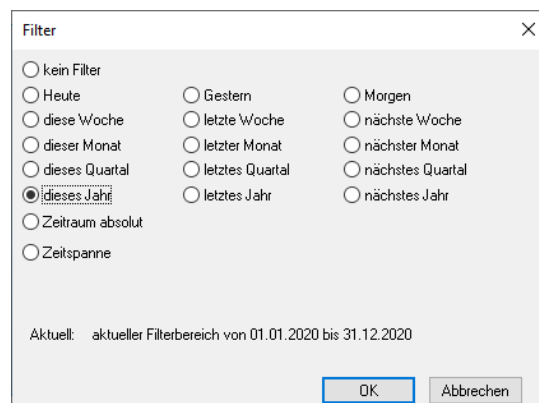 Filter
kein Filter
Heute Gestern Morgen
diese Woche letzte Woche nächste Woche
dieser Monat letzter Monat nächster Monat
dieses Quartal letztes Quartal nächstes Quartal
dieses Jahr letztes Jahr nächstes Jahr
Zeitraum absolut
Zeitspanne
Aktuell: aktueller Filterbereich von 01.01.2020 bis 31.12.2020
OK Abbrechen